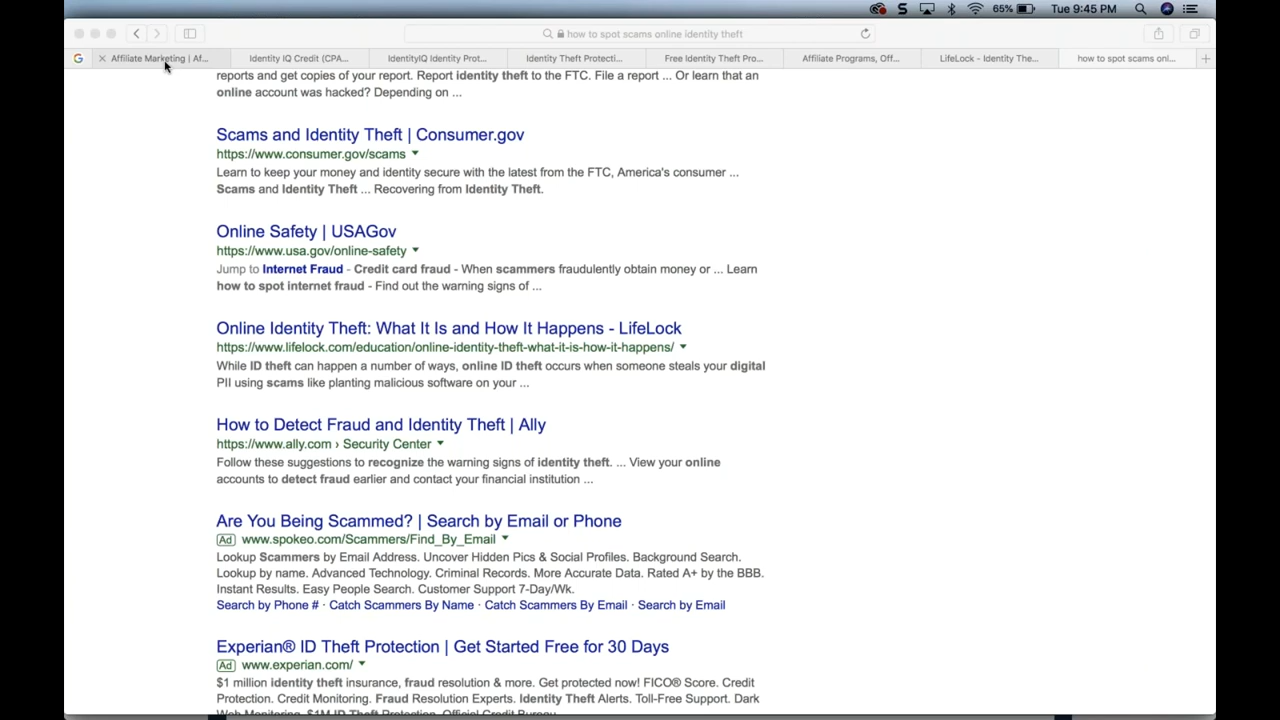 65% Tue 9:45 PM
how to spot scams online identity theft
Affiliate Marketing | Af... Identity IQ Credit (CPA... IdentityIQ Identity Prot... Identity Theft Protecti... Free Identity Theft Pro... Affiliate Programs, Off... LifeLock - Identity The... how to spot scams onl...
reports and get copies of your report. Report identity theft to the FTC. File a report ... Or learn that an
online account was hacked? Depending on ...
Scams and Identity Theft | Consumer.gov
https://www.consumer.gov/scams
Learn to keep your money and identity secure with the latest from the FTC, America's consumer ...
Scams and Identity Theft ... Recovering from Identity Theft.
Online Safety | USAGov
https://www.usa.gov/online-safety
Jump to Internet Fraud - Credit card fraud - When scammers fraudulently obtain money or ... Learn
how to spot internet fraud - Find out the warning signs of ...
Online Identity Theft: What It Is and How It Happens - LifeLock
https://www.lifelock.com/education/online-identity-theft-what-it-is-how-it-happens/
While ID theft can happen a number of ways, online ID theft occurs when someone steals your digital
PII using scams like planting malicious software on your ...
How to Detect Fraud and Identity Theft | Ally
https://www.ally.com › Security Center
Follow these suggestions to recognize the warning signs of identity theft. ... View your online
accounts to detect fraud earlier and contact your financial institution ...
Are You Being Scammed? | Search by Email or Phone
Ad www.spokeo.com/Scammers/Find_By_Email
Lookup Scammers by Email Address. Uncover Hidden Pics & Social Profiles. Background Search.
Lookup by name. Advanced Technology. Criminal Records. More Accurate Data. Rated A+ by the BBB.
Instant Results. Easy People Search. Customer Support 7-Day/Wk.
Search by Phone # · Catch Scammers By Name · Catch Scammers By Email · Search by Email
Experian® ID Theft Protection | Get Started Free for 30 Days
Ad www.experian.com/
$1 million identity theft insurance, fraud resolution & more. Get protected now! FICO® Score. Credit
Protection. Credit Monitoring. Fraud Resolution Experts. Identity Theft Alerts. Toll-Free Support. Dark
Web Monitoring. $1M ID Theft Protection. Official Credit Bureau.